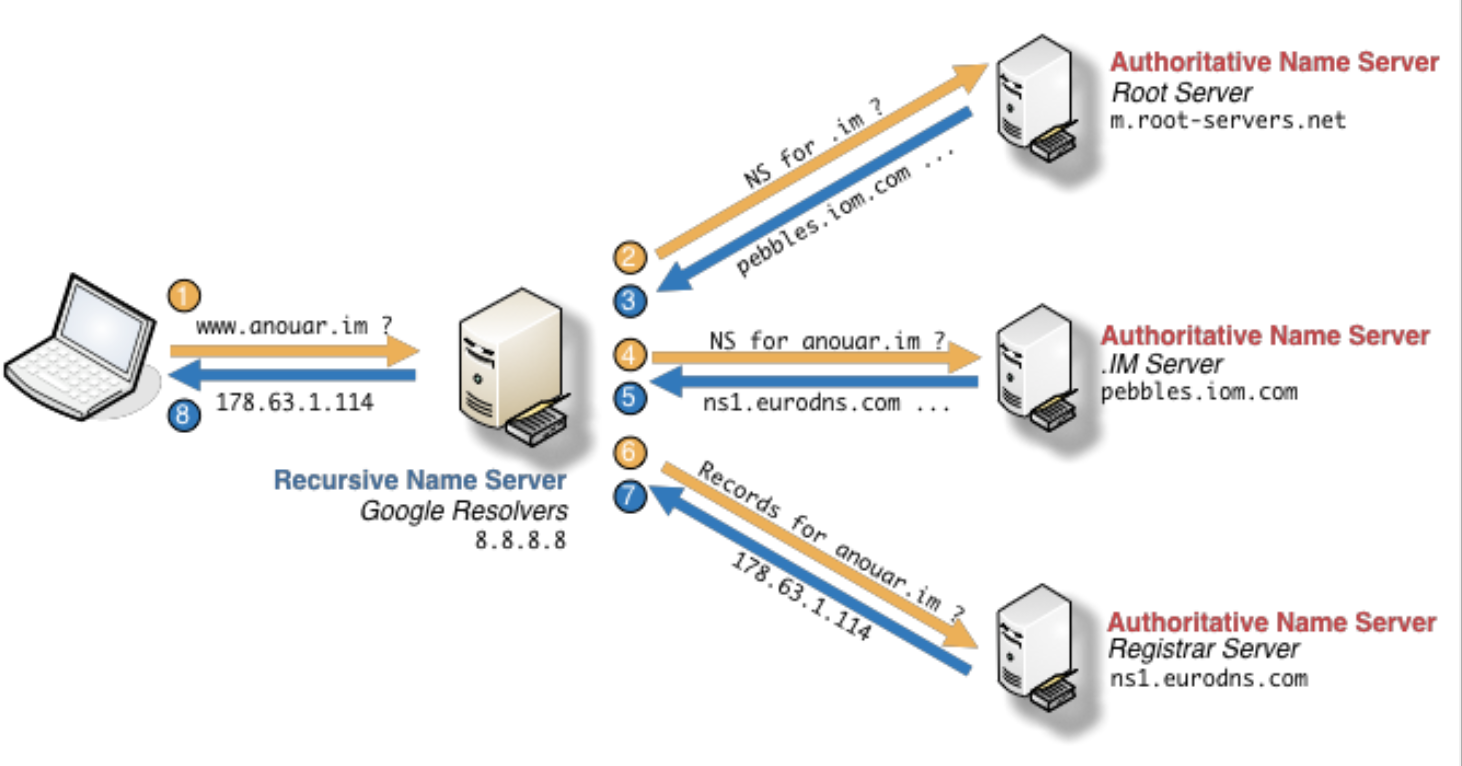 Authoritative Name Server
Root Server
m.root-servers.net
NS for .im ?
pebbles.iom.com ...
2
3
1
www.anouar.im ?
8
178.63.1.114
Recursive Name Server
Google Resolvers
8.8.8.8
4
NS for anouar.im ?
5
ns1.eurodns.com ...
Authoritative Name Server
.IM Server
pebbles.iom.com
6
7
Records for anouar.im ?
178.63.1.114
Authoritative Name Server
Registrar Server
ns1.eurodns.com